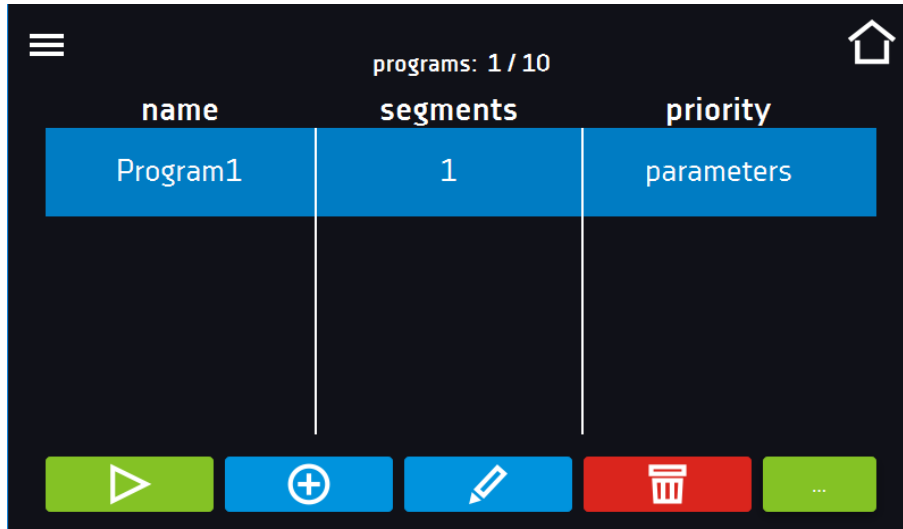 programs: 1 / 10
name segments priority
Program1 1 parameters
...